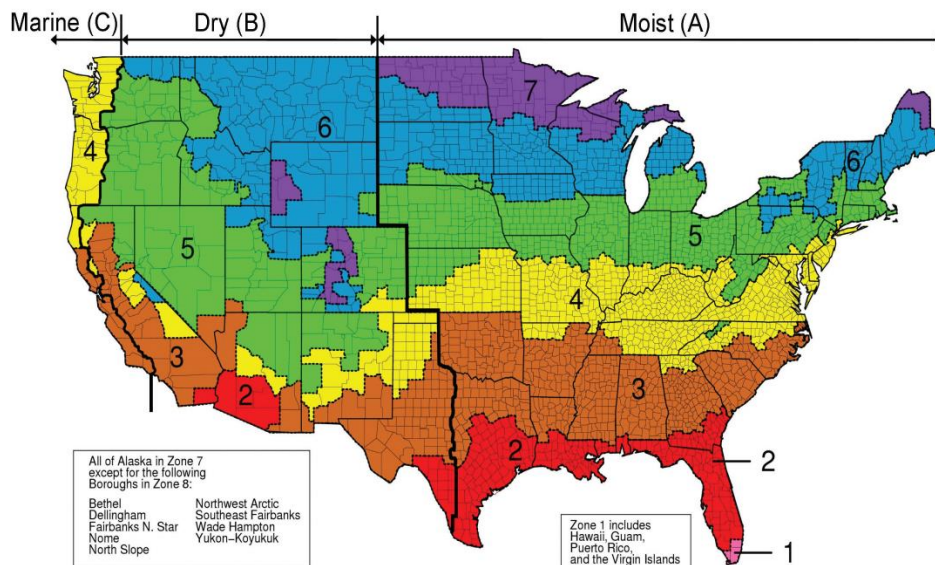 Marine (C) Dry (B) Moist (A)
7
6
4
6
5
5
4
3
3
2
2
2
1
All of Alaska in Zone 7
except for the following
Boroughs in Zone 8:
Bethel Northwest Arctic
Dellingham Southeast Fairbanks
Fairbanks N. Star Wade Hampton
Nome Yukon–Koyukuk
North Slope
Zone 1 includes
Hawaii, Guam,
Puerto Rico,
and the Virgin Islands